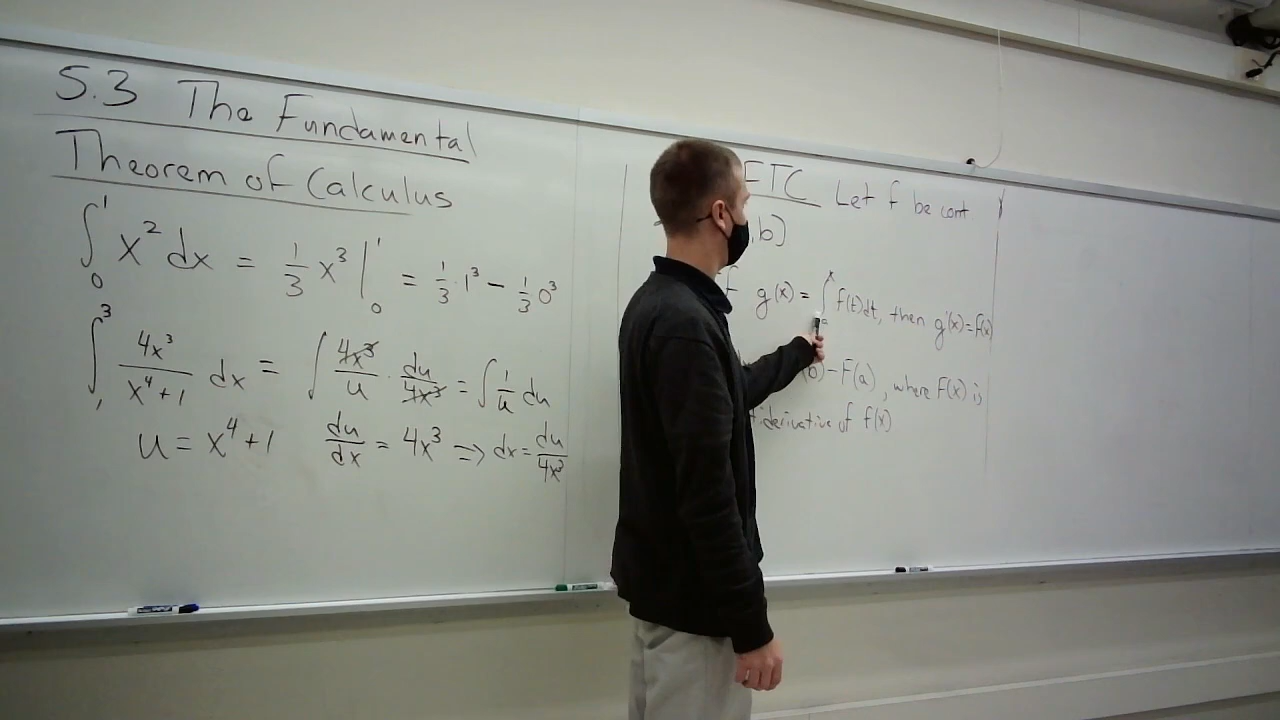 5.3 The Fundamental
Theorem of Calculus
∫₀¹ x² dx = 1/3 x³ |₀¹ = 1/3 · 1³ − 1/3 0³
∫₁³ 4x³/(x⁴+1) dx = ∫ 4x³/u · du/4x³ = ∫ 1/u du
u = x⁴+1 du/dx = 4x³ ⇒ dx = du/4x³
FTC Let f be cont
,b)
g(x) = ∫ₐˣ f(t)dt, then g'(x)=f(x)
(b)−F(a), where F(x) is
derivative of f(x)